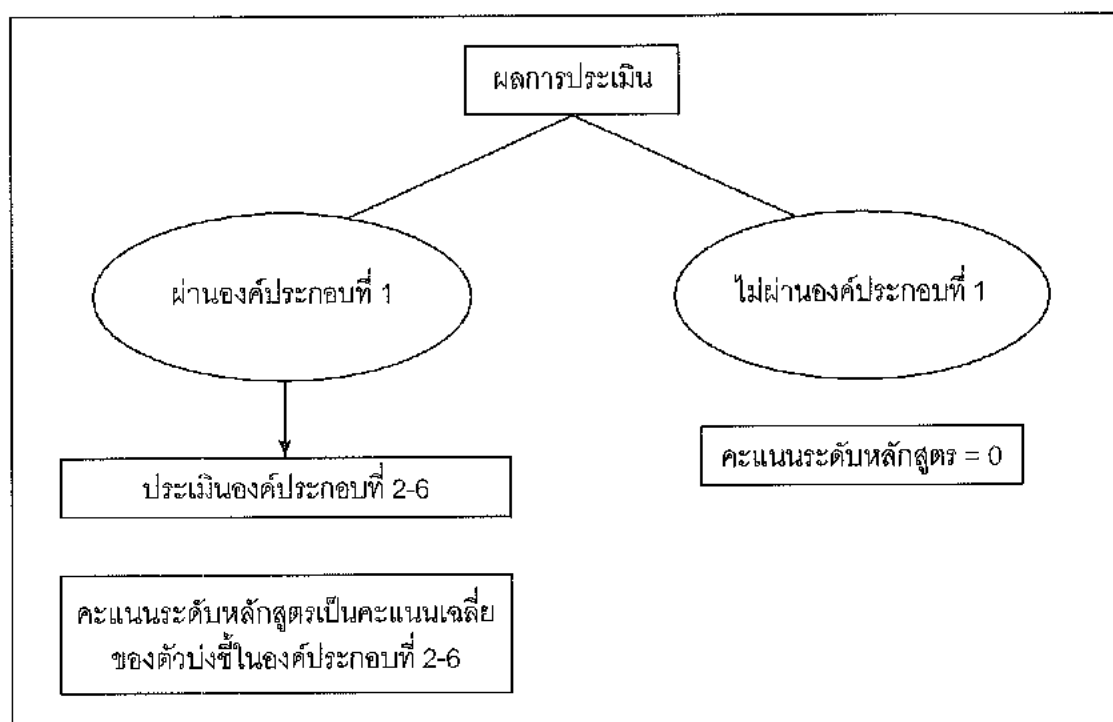 ผลการประเมิน
ผ่านองค์ประกอบที่ 1
ไม่ผ่านองค์ประกอบที่ 1
ประเมินองค์ประกอบที่ 2-6
คะแนนระดับหลักสูตร = 0
คะแนนระดับหลักสูตรเป็นคะแนนเฉลี่ย
ของตัวบ่งชี้ในองค์ประกอบที่ 2-6